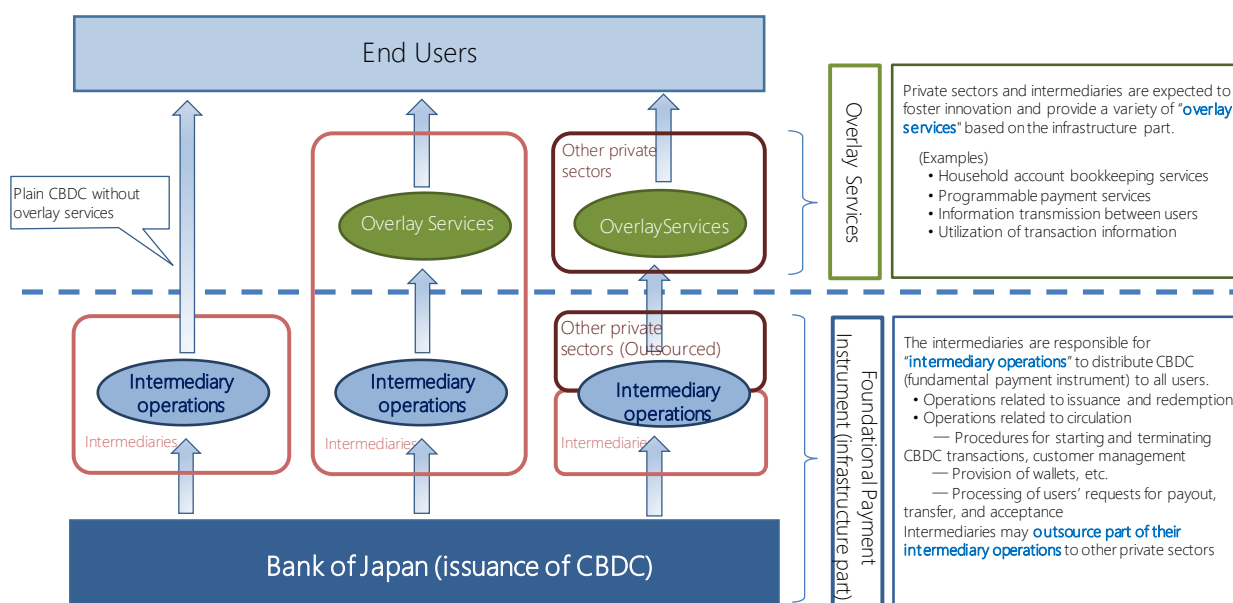 End Users
Plain CBDC without
overlay services
Overlay Services
Other private
sectors
OverlayServices
Intermediary
operations
Intermediaries
Intermediary
operations
Intermediaries
Other private
sectors (Outsourced)
Intermediary
operations
Intermediaries
Bank of Japan (issuance of CBDC)
Overlay Services
Private sectors and intermediaries are expected to
foster innovation and provide a variety of "overlay
services" based on the infrastructure part.
(Examples)
• Household account bookkeeping services
• Programmable payment services
• Information transmission between users
• Utilization of transaction information
Foundational Payment
Instrument (infrastructure part)
The intermediaries are responsible for
"intermediary operations" to distribute CBDC
(fundamental payment instrument) to all users.
• Operations related to issuance and redemption
• Operations related to circulation
— Procedures for starting and terminating
CBDC transactions, customer management
— Provision of wallets, etc.
— Processing of users' requests for payout,
transfer, and acceptance
Intermediaries may outsource part of their
intermediary operations to other private sectors